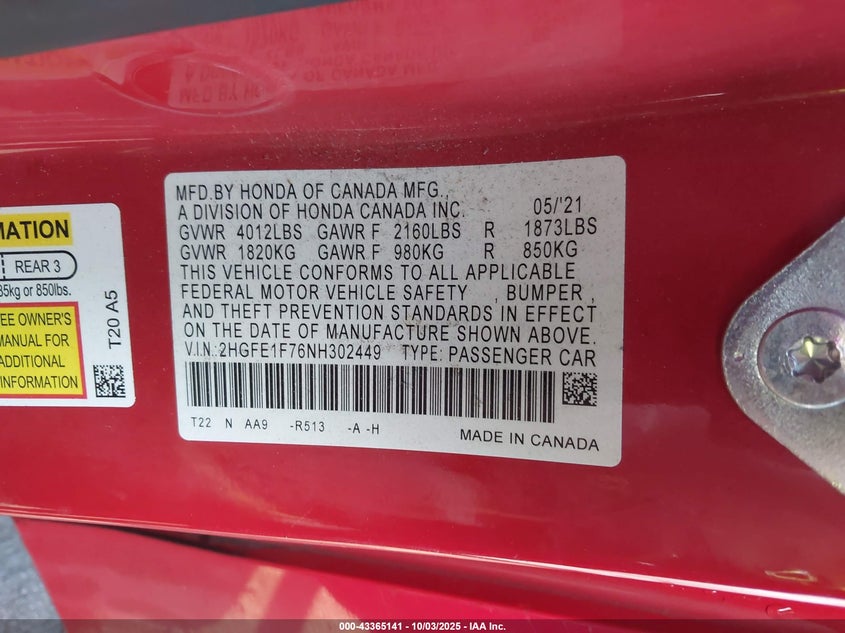 MFD.BY HONDA OF CANADA MFG.,
A DIVISION OF HONDA CANADA INC. 05/'21
GVWR 4012LBS GAWR F 2160LBS R 1873LBS
GVWR 1820KG GAWR F 980KG R 850KG
THIS VEHICLE CONFORMS TO ALL APPLICABLE
FEDERAL MOTOR VEHICLE SAFETY , BUMPER ,
AND THEFT PREVENTION STANDARDS IN EFFECT
ON THE DATE OF MANUFACTURE SHOWN ABOVE.
V.I.N.: 2HGFE1F76NH302449 TYPE: PASSENGER CAR
T22 N AA9 -R513 -A -H
MADE IN CANADA
MATION
REAR 3
85kg or 850lbs.
EE OWNER'S
MANUAL FOR
ADDITIONAL
INFORMATION
T20 A5
000-43365141 - 10/03/2025 - IAA Inc.